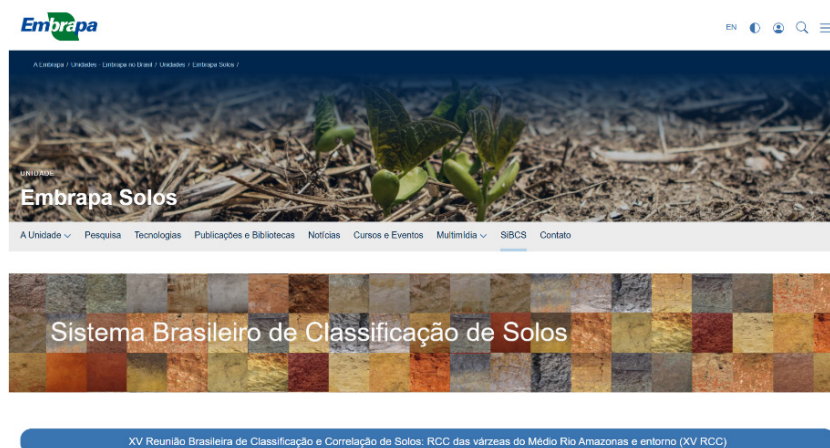 Embrapa
EN
A Embrapa / Unidades - Embrapa no Brasil / Unidades / Embrapa Solos /
UNIDADE
Embrapa Solos
A Unidade Pesquisa Tecnologias Publicações e Bibliotecas Notícias Cursos e Eventos Multimídia SiBCS Contato
Sistema Brasileiro de Classificação de Solos
XV Reunião Brasileira de Classificação e Correlação de Solos: RCC das várzeas do Médio Rio Amazonas e entorno (XV RCC)